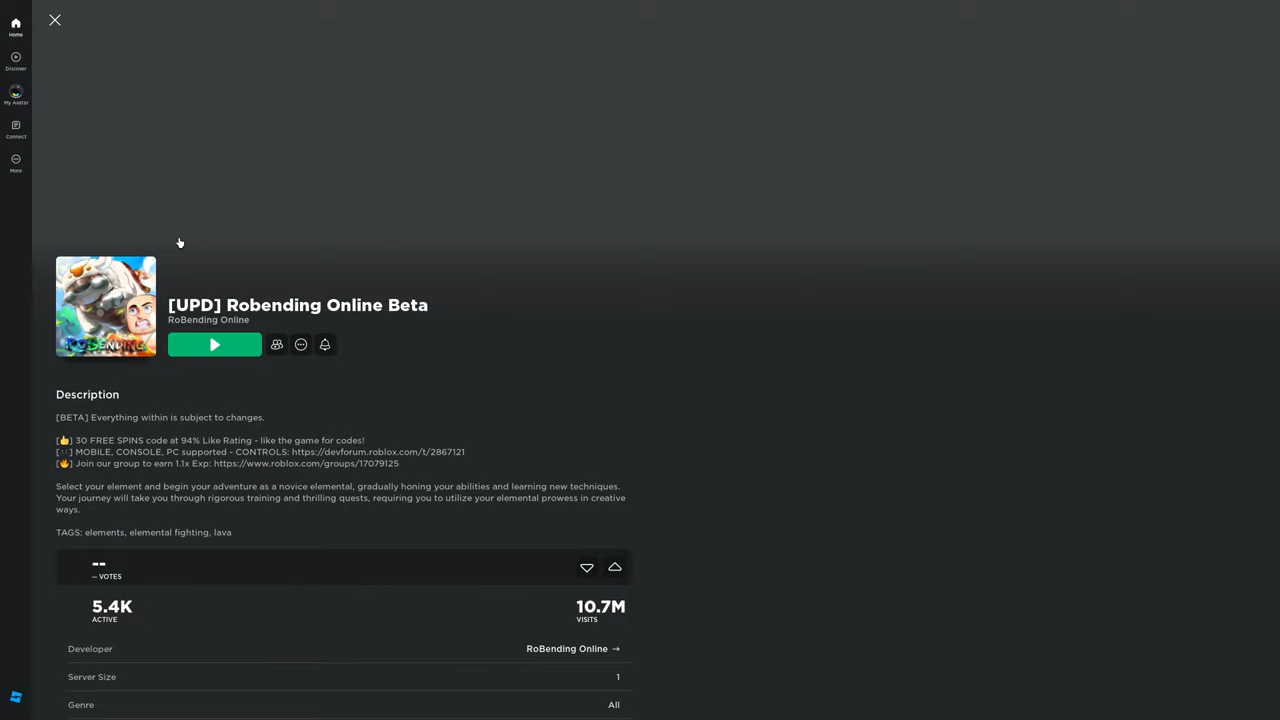 Home
Discover
My Avatar
Connect
More
ROBENDING
[UPD] Robending Online Beta
RoBending Online
Description
[BETA] Everything within is subject to changes.
[👍] 30 FREE SPINS code at 94% Like Rating - like the game for codes!
[🎮] MOBILE, CONSOLE, PC supported - CONTROLS: https://devforum.roblox.com/t/2867121
[🔥] Join our group to earn 1.1x Exp: https://www.roblox.com/groups/17079125
Select your element and begin your adventure as a novice elemental, gradually honing your abilities and learning new techniques.
Your journey will take you through rigorous training and thrilling quests, requiring you to utilize your elemental prowess in creative
ways.
TAGS: elements, elemental fighting, lava
--
-- VOTES
5.4K
ACTIVE
10.7M
VISITS
Developer RoBending Online →
Server Size 1
Genre All